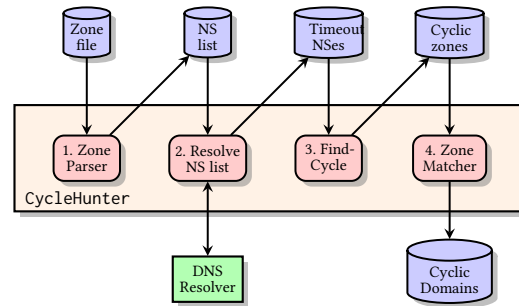 Zone
file
NS
list
Timeout
NSes
Cyclic
zones
1. Zone
Parser
2. Resolve
NS list
3. Find-
Cycle
4. Zone
Matcher
CycleHunter
DNS
Resolver
Cyclic
Domains